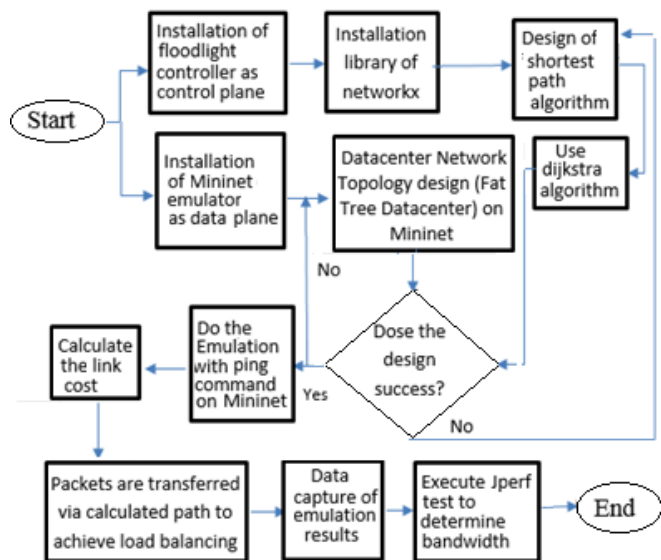 Installation of
floodlight
controller as
control plane
Installation
library of
networkx
Design of
shortest
path
algorithm
Start
Installation
of Mininet
emulator
as data plane
Datacenter Network
Topology design (Fat
Tree Datacenter) on
Mininet
Use
dijkstra
algorithm
No
Dose the
design
success?
Yes
No
Do the
Emulation
with ping
command
on Mininet
Calculate
the link
cost
Packets are transferred
via calculated path to
achieve load balancing
Data
capture of
emulation
results
Execute Jperf
test to
determine
bandwidth
End